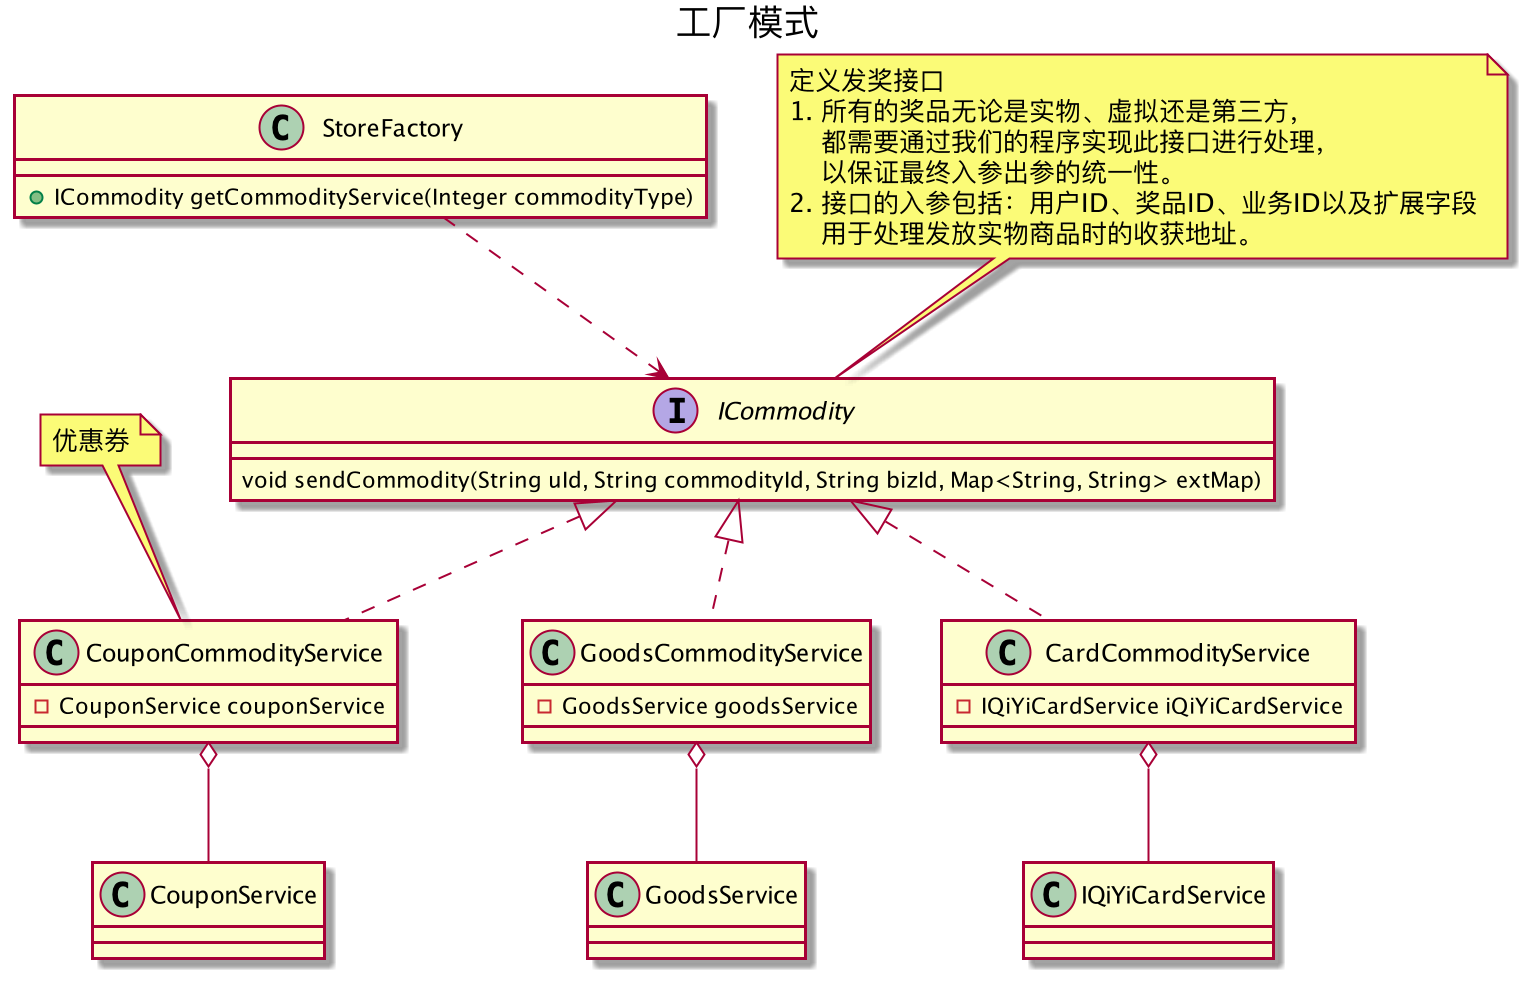 工厂模式
StoreFactory
ICommodity getCommodityService(Integer commodityType)
定义发奖接口
1. 所有的奖品无论是实物、虚拟还是第三方，
都需要通过我们的程序实现此接口进行处理，
以保证最终入参出参的统一性。
2. 接口的入参包括：用户ID、奖品ID、业务ID以及扩展字段
用于处理发放实物商品时的收获地址。
C
I
ICommodity
void sendCommodity(String uId, String commodityId, String bizId, Map<String, String> extMap)
优惠券
C
CouponCommodityService
CouponService couponService
C
GoodsCommodityService
GoodsService goodsService
C
CardCommodityService
IQiYiCardService iQiYiCardService
C
CouponService
C
GoodsService
C
IQiYiCardService